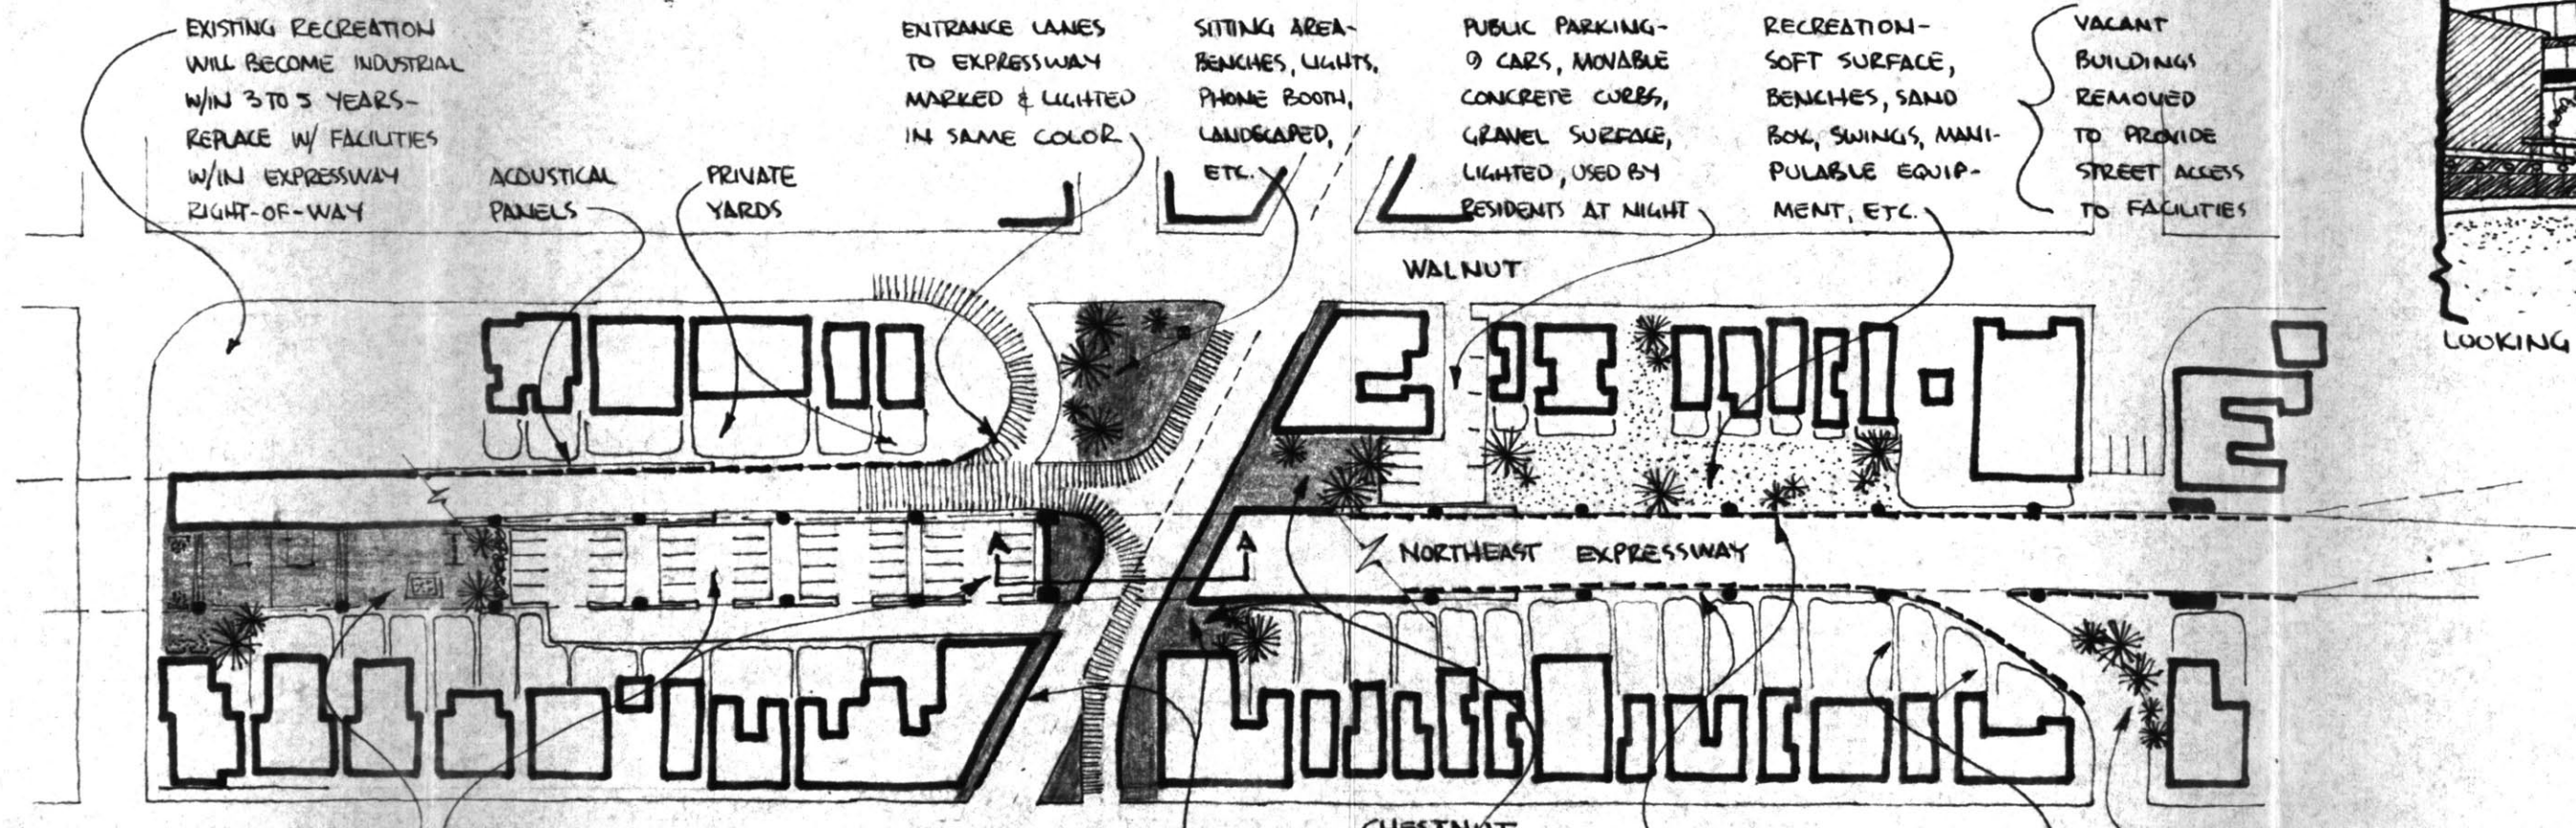 EXISTING RECREATION
WILL BECOME INDUSTRIAL
W/IN 3 TO 5 YEARS-
REPLACE W/ FACILITIES
W/IN EXPRESSWAY
RIGHT-OF-WAY
ACOUSTICAL
PANELS
PRIVATE
YARDS
ENTRANCE LANES
TO EXPRESSWAY
MARKED & LIGHTED
IN SAME COLOR
SITTING AREA-
BENCHES, LIGHTS,
PHONE BOOTH,
LANDSCAPED,
ETC.
PUBLIC PARKING-
9 CARS, MOVABLE
CONCRETE CURBS,
GRAVEL SURFACE,
LIGHTED, USED BY
RESIDENTS AT NIGHT
RECREATION-
SOFT SURFACE,
BENCHES, SAND
BOX, SWINGS, MANI-
PULABLE EQUIP-
MENT, ETC.
VACANT
BUILDINGS
REMOVED
TO PROVIDE
STREET ACCESS
TO FACILITIES
LOOKING
WALNUT
NORTHEAST EXPRESSWAY
CHESTNUT